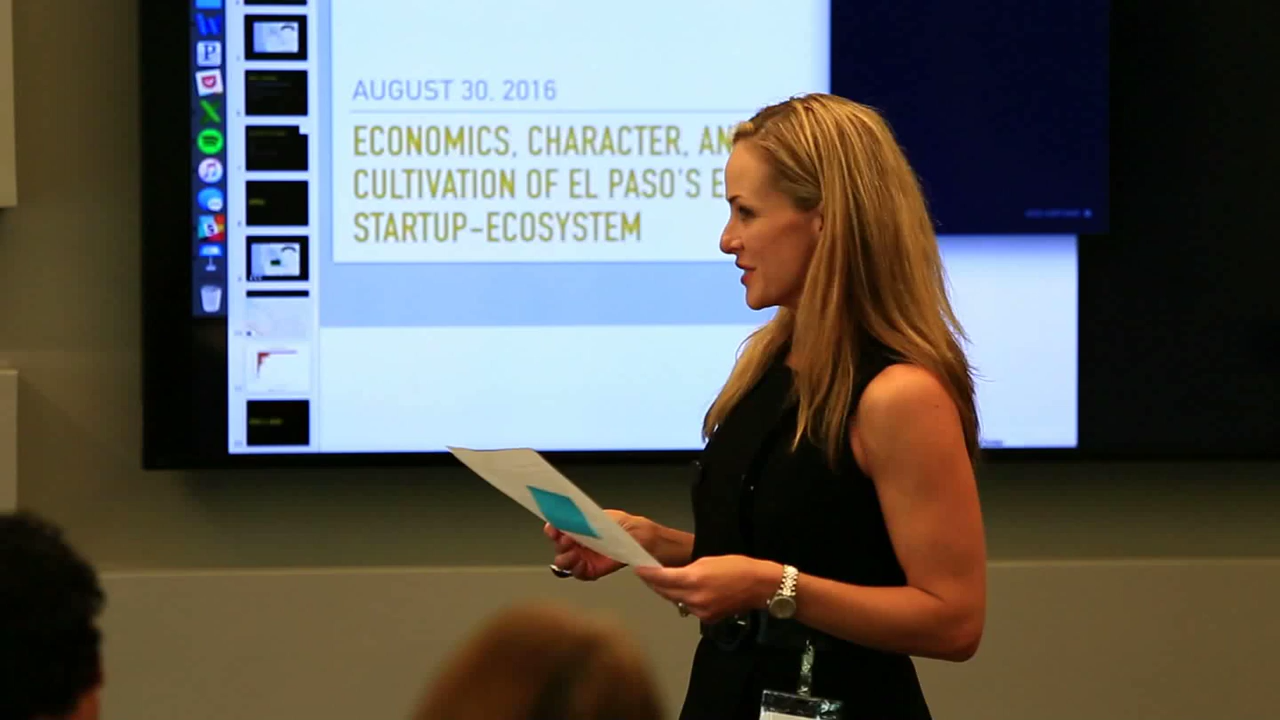 AUGUST 30, 2016
ECONOMICS, CHARACTER, AN
CULTIVATION OF EL PASO'S E
STARTUP-ECOSYSTEM